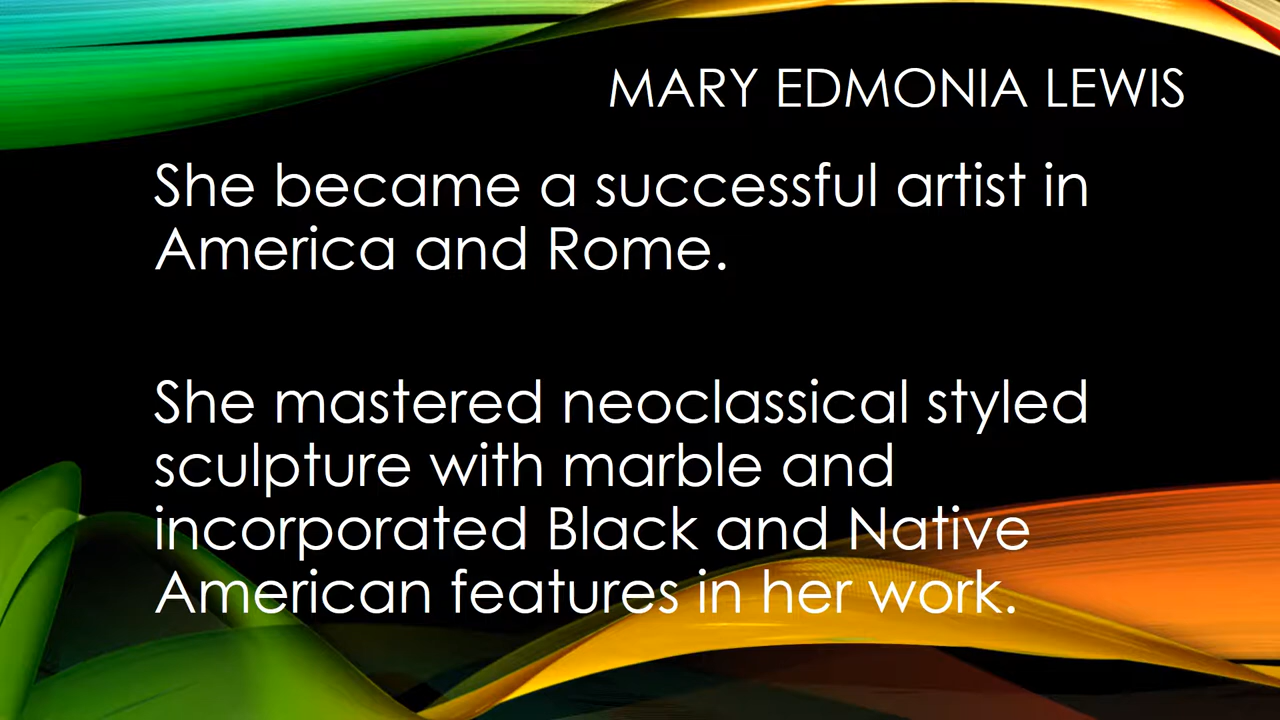 MARY EDMONIA LEWIS
She became a successful artist in
America and Rome.
She mastered neoclassical styled
sculpture with marble and
incorporated Black and Native
American features in her work.